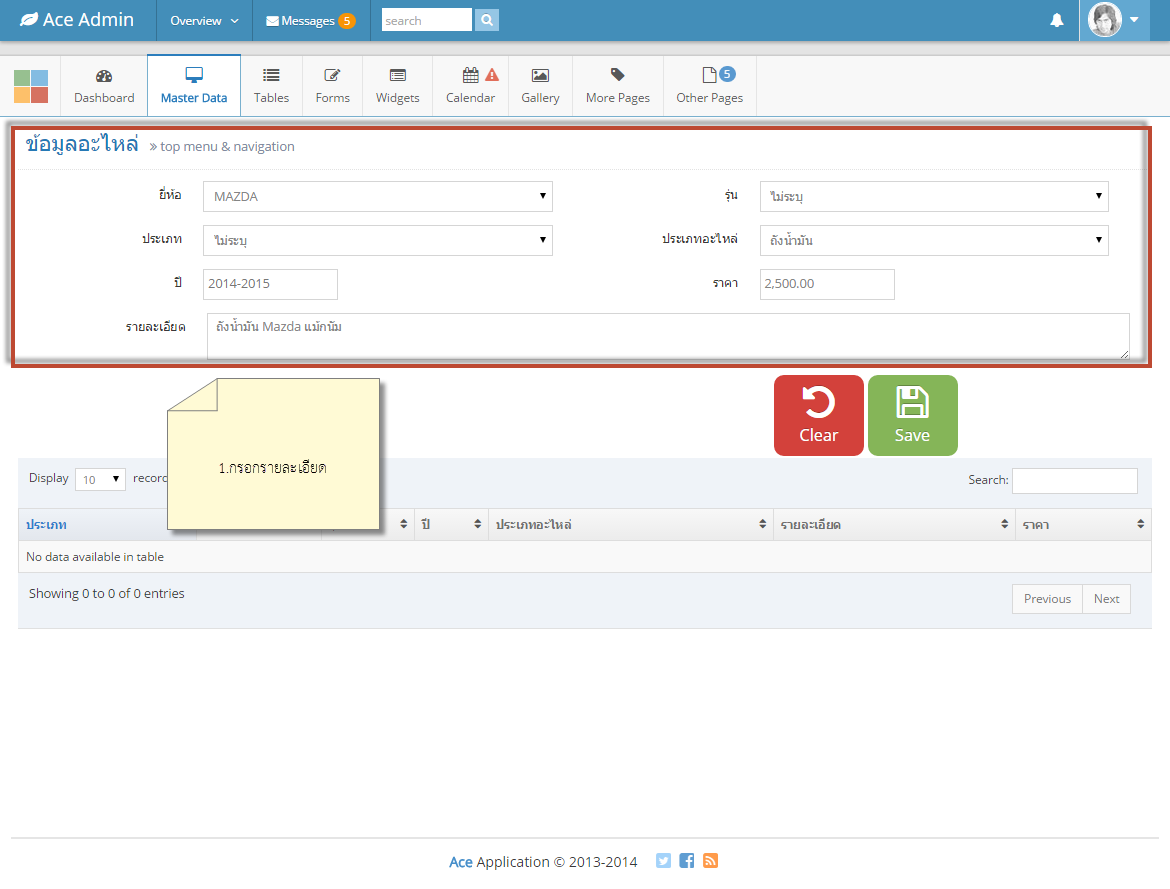 Ace Admin Overview Messages 5 search
Dashboard Master Data Tables Forms Widgets Calendar Gallery More Pages 5 Other Pages
ข้อมูลอะไหล่ » top menu & navigation
ยี่ห้อ MAZDA รุ่น ไม่ระบุ
ประเภท ไม่ระบุ ประเภทอะไหล่ ถังน้ำมัน
ปี 2014-2015 ราคา 2,500.00
รายละเอียด ถังน้ำมัน Mazda แม็กนั่ม
Clear Save
1.กรอกรายละเอียด
Display 10 record Search:
ประเภท ปี ประเภทอะไหล่ รายละเอียด ราคา
No data available in table
Showing 0 to 0 of 0 entries Previous Next
Ace Application © 2013-2014